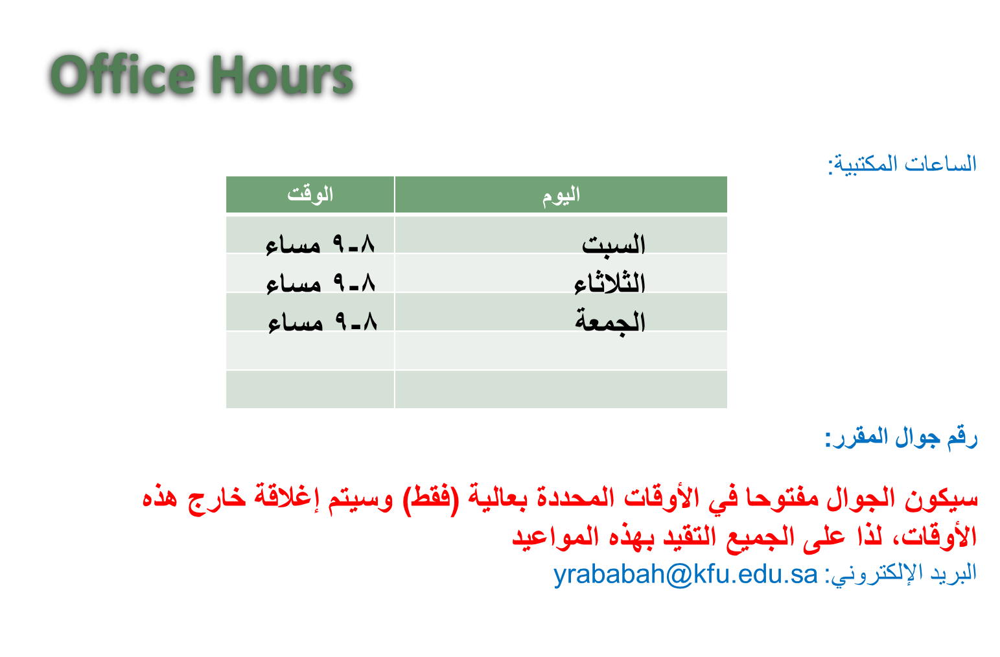 Office Hours
الساعات المكتبية:
اليوم الوقت
السبت ٨-٩ مساء
الثلاثاء ٨-٩ مساء
الجمعة ٨-٩ مساء
رقم جوال المقرر:
سيكون الجوال مفتوحا في الأوقات المحددة بعالية (فقط) وسيتم إغلاقة خارج هذه
الأوقات، لذا على الجميع التقيد بهذه المواعيد
البريد الإلكتروني: yrababah@kfu.edu.sa